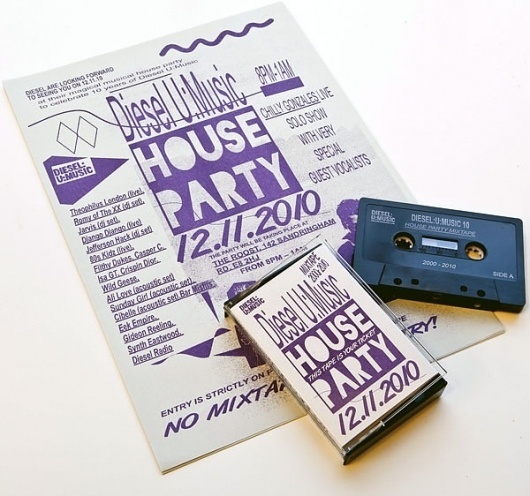 DIESEL ARE LOOKING FORWARD
TO SEEING YOU ON 12.11.10
at their magical musical house party
to celebrate 10 years of Diesel U:Music
Diesel U:Music
HOUSE
PARTY
12.11.2010
THE PARTY WILL BE TAKING PLACE AT
THE ROOST, 142 SANDRINGHAM
RD, E8 2HJ
FROM 8PM – 1AM
8PM-1AM
CHILLY GONZALES LIVE
SOLO SHOW
WITH VERY
SPECIAL
GUEST VOCALISTS
DIESEL:
U:MUSIC
Theophilus London (live),
Romy of The XX (dj set),
Jarvis (dj set),
Django Django (live),
Jefferson Hack (dj set)
80s Kidz (live),
Filthy Dukes, Casper C,
Isa GT, Crispin Dior,
Wild Geese,
All Love (acoustic set)
Sunday Girl (acoustic set),
Cibelle (acoustic set) Bar
Eek Empire,
Gideon Reeling,
Synth Eastwood,
Diesel Radio
ENTRY IS STRICTLY ON
NO MIXTA
RY!
DIESEL:
U:MUSIC
DIESEL:U:MUSIC 10
HOUSE PARTY MIXTAPE
2000 - 2010
SIDE A
DIESEL:
U:MUSIC
MIXTAPE
2000-2010
Diesel U:Music
HOUSE
THIS TAPE IS YOUR TICKET
PARTY
12.11.2010